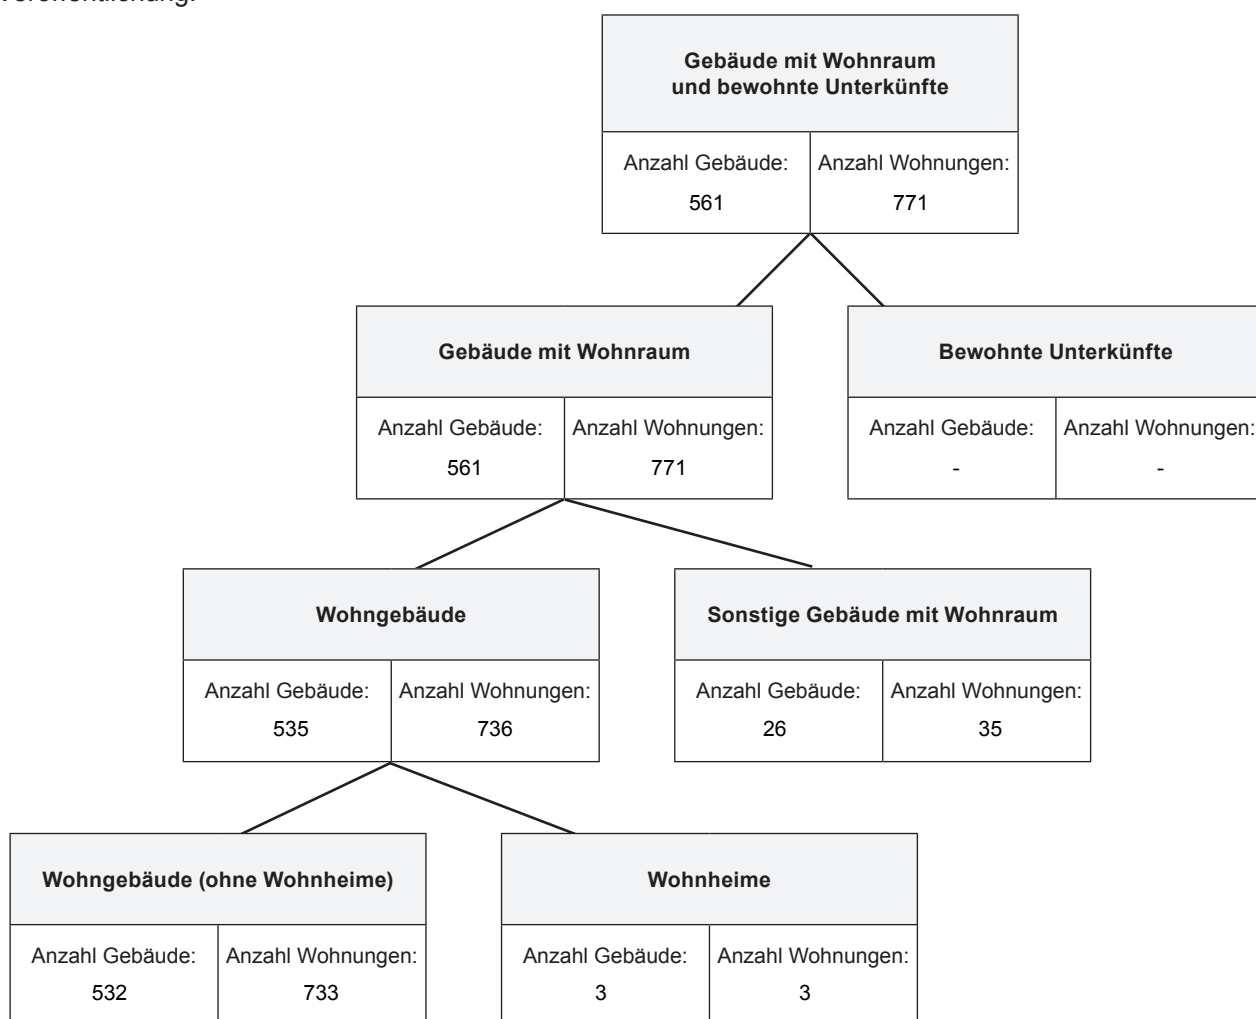 Veröffentlichung.
Gebäude mit Wohnraum
und bewohnte Unterkünfte
Anzahl Gebäude: Anzahl Wohnungen:
561 771
Gebäude mit Wohnraum
Anzahl Gebäude: Anzahl Wohnungen:
561 771
Bewohnte Unterkünfte
Anzahl Gebäude: Anzahl Wohnungen:
- -
Wohngebäude
Anzahl Gebäude: Anzahl Wohnungen:
535 736
Sonstige Gebäude mit Wohnraum
Anzahl Gebäude: Anzahl Wohnungen:
26 35
Wohngebäude (ohne Wohnheime)
Anzahl Gebäude: Anzahl Wohnungen:
532 733
Wohnheime
Anzahl Gebäude: Anzahl Wohnungen:
3 3